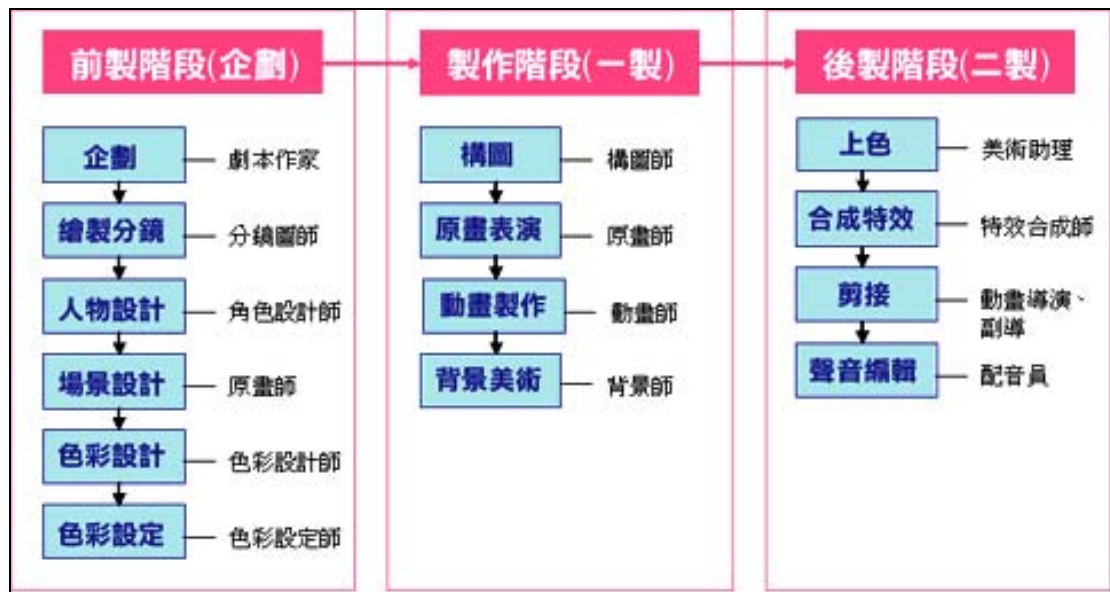 前製階段(企劃)
企劃
劇本作家
繪製分鏡
分鏡圖師
人物設計
角色設計師
場景設計
原畫師
色彩設計
色彩設計師
色彩設定
色彩設定師
製作階段(一製)
構圖
構圖師
原畫表演
原畫師
動畫製作
動畫師
背景美術
背景師
後製階段(二製)
上色
美術助理
合成特效
特效合成師
剪接
動畫導演、
副導
聲音編輯
配音員